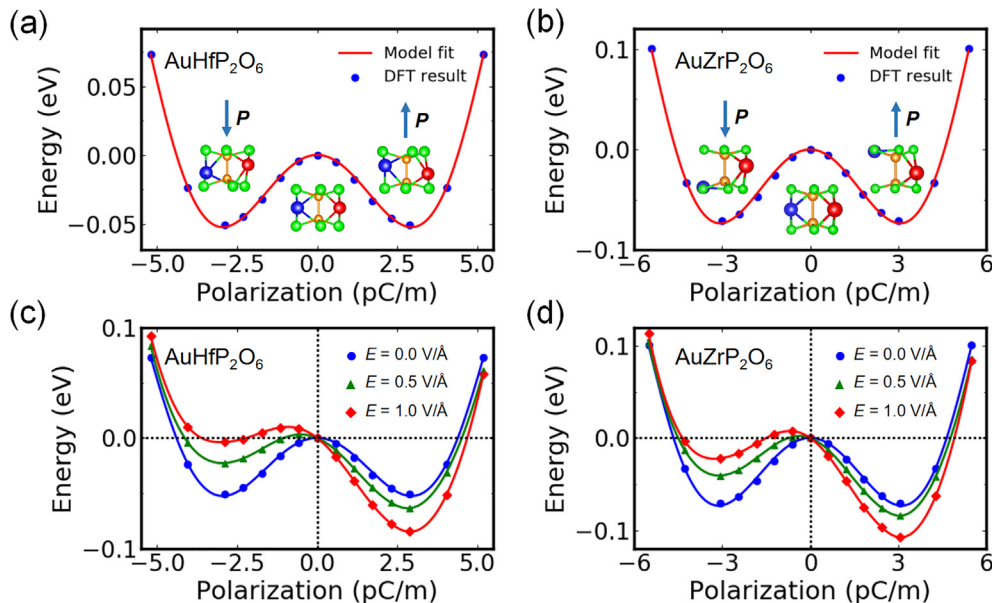 (a)
AuHfP₂O₆
Model fit
DFT result
P
P
Energy (eV)
0.05
0.00
−0.05
−5.0
−2.5
0.0
2.5
5.0
Polarization (pC/m)
(b)
AuZrP₂O₆
Model fit
DFT result
P
P
Energy (eV)
0.1
0.0
−0.1
−6
−3
0
3
6
Polarization (pC/m)
(c)
AuHfP₂O₆
E = 0.0 V/Å
E = 0.5 V/Å
E = 1.0 V/Å
Energy (eV)
0.1
0.0
−0.1
−5.0
−2.5
0.0
2.5
5.0
Polarization (pC/m)
(d)
AuZrP₂O₆
E = 0.0 V/Å
E = 0.5 V/Å
E = 1.0 V/Å
Energy (eV)
0.1
0.0
−0.1
−6
−3
0
3
6
Polarization (pC/m)